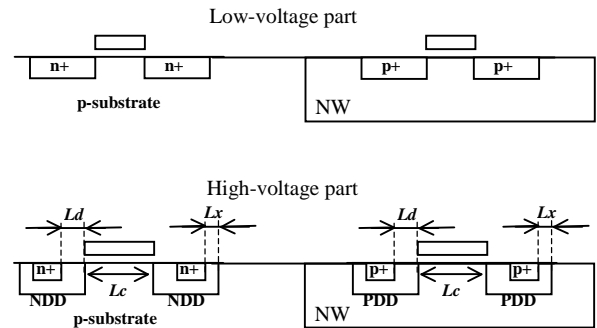 Low-voltage part
n+ n+ p+ p+
p-substrate
NW
High-voltage part
Ld Lx Ld Lx
n+ n+ p+ p+
NDD Lc NDD PDD Lc PDD
p-substrate
NW